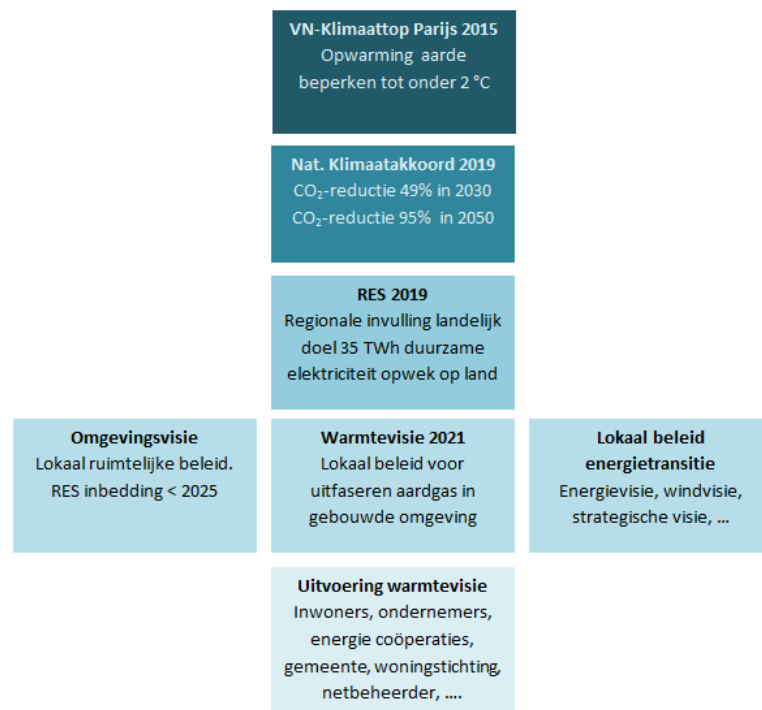 VN-Klimaattop Parijs 2015
Opwarming aarde
beperken tot onder 2 °C
Nat. Klimaatakkoord 2019
CO₂-reductie 49% in 2030
CO₂-reductie 95% in 2050
RES 2019
Regionale invulling landelijk
doel 35 TWh duurzame
elektriciteit opwek op land
Omgevingsvisie
Lokaal ruimtelijke beleid.
RES inbedding < 2025
Warmtevisie 2021
Lokaal beleid voor
uitfaseren aardgas in
gebouwde omgeving
Lokaal beleid
energietransitie
Energievisie, windvisie,
strategische visie, ...
Uitvoering warmtevisie
Inwoners, ondernemers,
energie coöperaties,
gemeente, woningstichting,
netbeheerder, ....